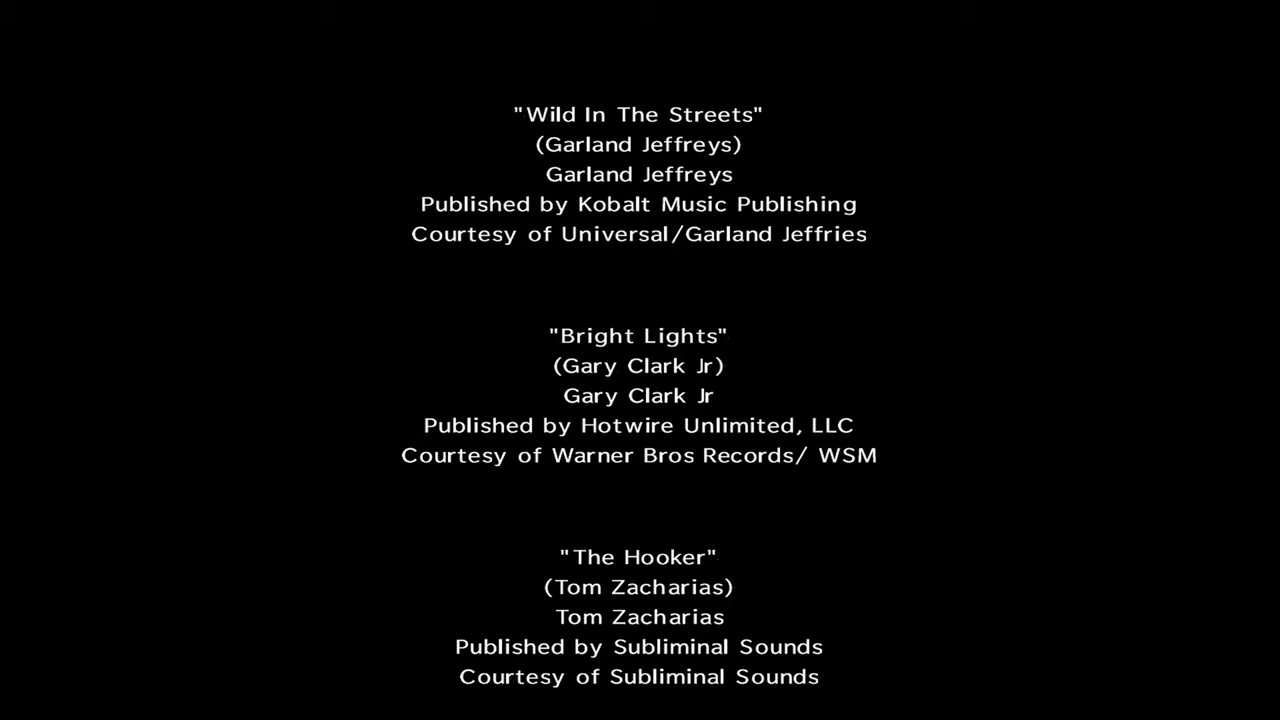 "Wild In The Streets"
(Garland Jeffreys)
Garland Jeffreys
Published by Kobalt Music Publishing
Courtesy of Universal/Garland Jeffries
"Bright Lights"
(Gary Clark Jr)
Gary Clark Jr
Published by Hotwire Unlimited, LLC
Courtesy of Warner Bros Records/ WSM
"The Hooker"
(Tom Zacharias)
Tom Zacharias
Published by Subliminal Sounds
Courtesy of Subliminal Sounds